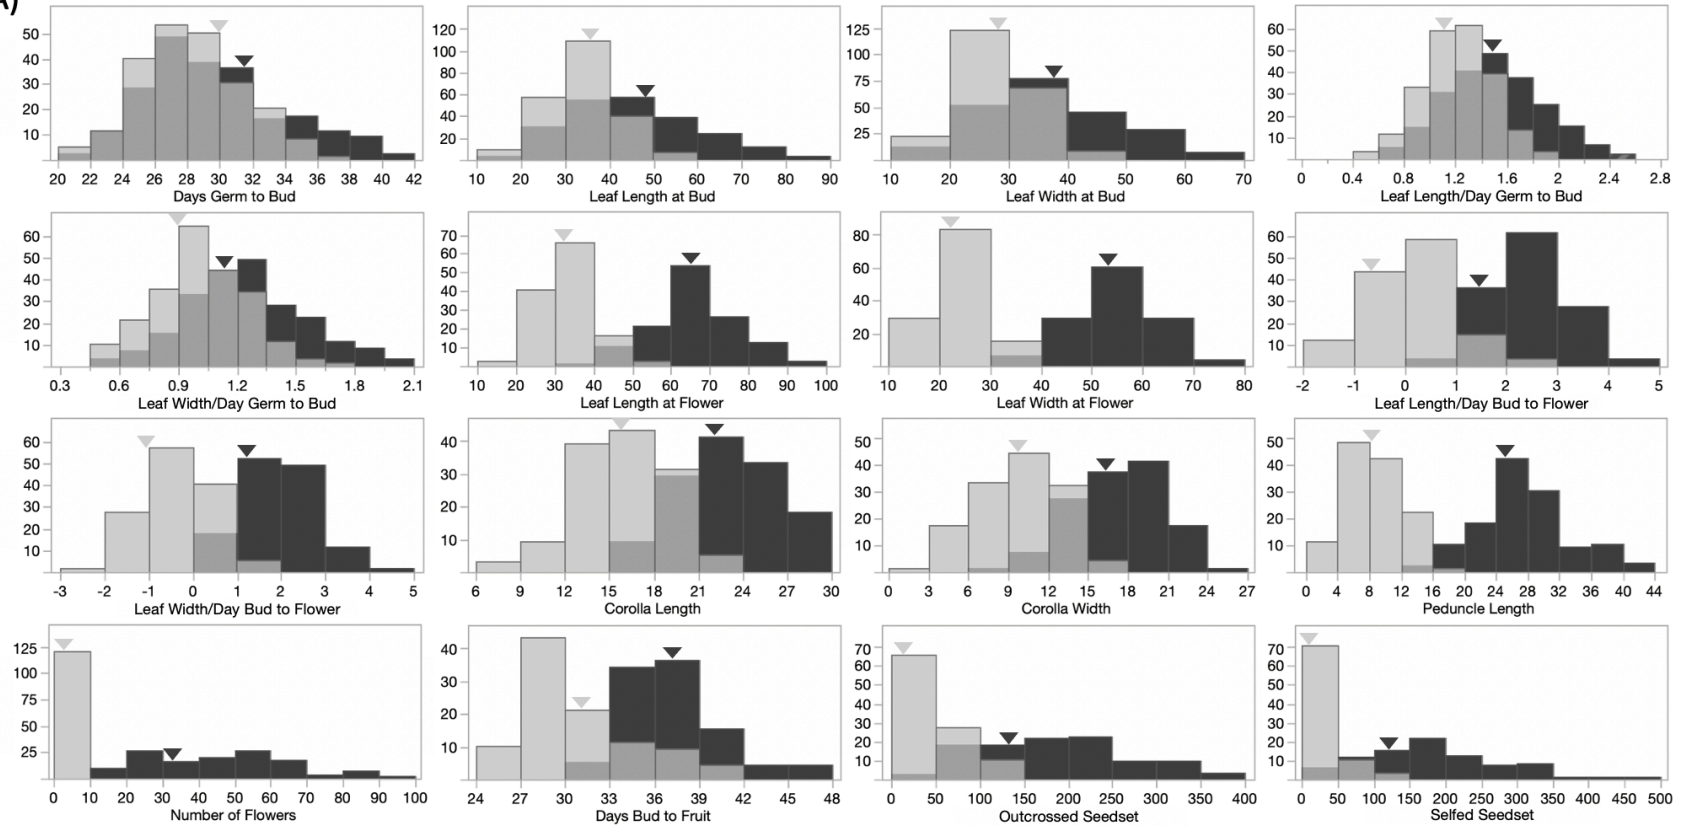 A)
50
40
30
20
10
20 22 24 26 28 30 32 34 36 38 40 42
Days Germ to Bud
120
100
80
60
40
20
10 20 30 40 50 60 70 80 90
Leaf Length at Bud
125
100
75
50
25
10 20 30 40 50 60 70
Leaf Width at Bud
60
50
40
30
20
10
0 0.4 0.8 1.2 1.6 2 2.4 2.8
Leaf Length/Day Germ to Bud
60
50
40
30
20
10
0.3 0.6 0.9 1.2 1.5 1.8 2.1
Leaf Width/Day Germ to Bud
70
60
50
40
30
20
10
10 20 30 40 50 60 70 80 90 100
Leaf Length at Flower
80
60
40
20
10 20 30 40 50 60 70 80
Leaf Width at Flower
60
50
40
30
20
10
-2 -1 0 1 2 3 4 5
Leaf Length/Day Bud to Flower
60
50
40
30
20
10
-3 -2 -1 0 1 2 3 4 5
Leaf Width/Day Bud to Flower
40
30
20
10
6 9 12 15 18 21 24 27 30
Corolla Length
50
40
30
20
10
0 3 6 9 12 15 18 21 24 27
Corolla Width
50
40
30
20
10
0 4 8 12 16 20 24 28 32 36 40 44
Peduncle Length
125
100
75
50
25
0 10 20 30 40 50 60 70 80 90 100
Number of Flowers
40
30
20
10
24 27 30 33 36 39 42 45 48
Days Bud to Fruit
70
60
50
40
30
20
10
0 50 100 150 200 250 300 350 400
Outcrossed Seedset
70
60
50
40
30
20
10
0 50 100 150 200 250 300 350 400 450 500
Selfed Seedset